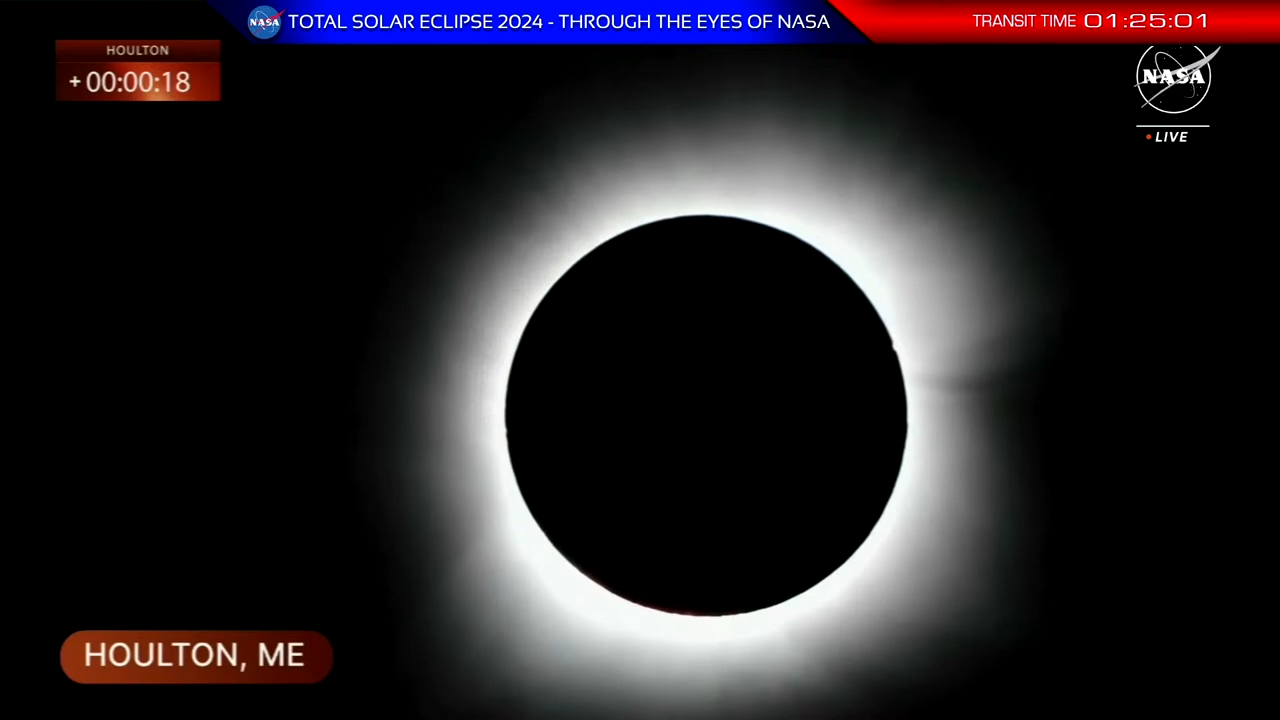 NASA TOTAL SOLAR ECLIPSE 2024 - THROUGH THE EYES OF NASA
TRANSIT TIME 01:25:01
HOULTON
+ 00:00:18
NASA
LIVE
HOULTON, ME